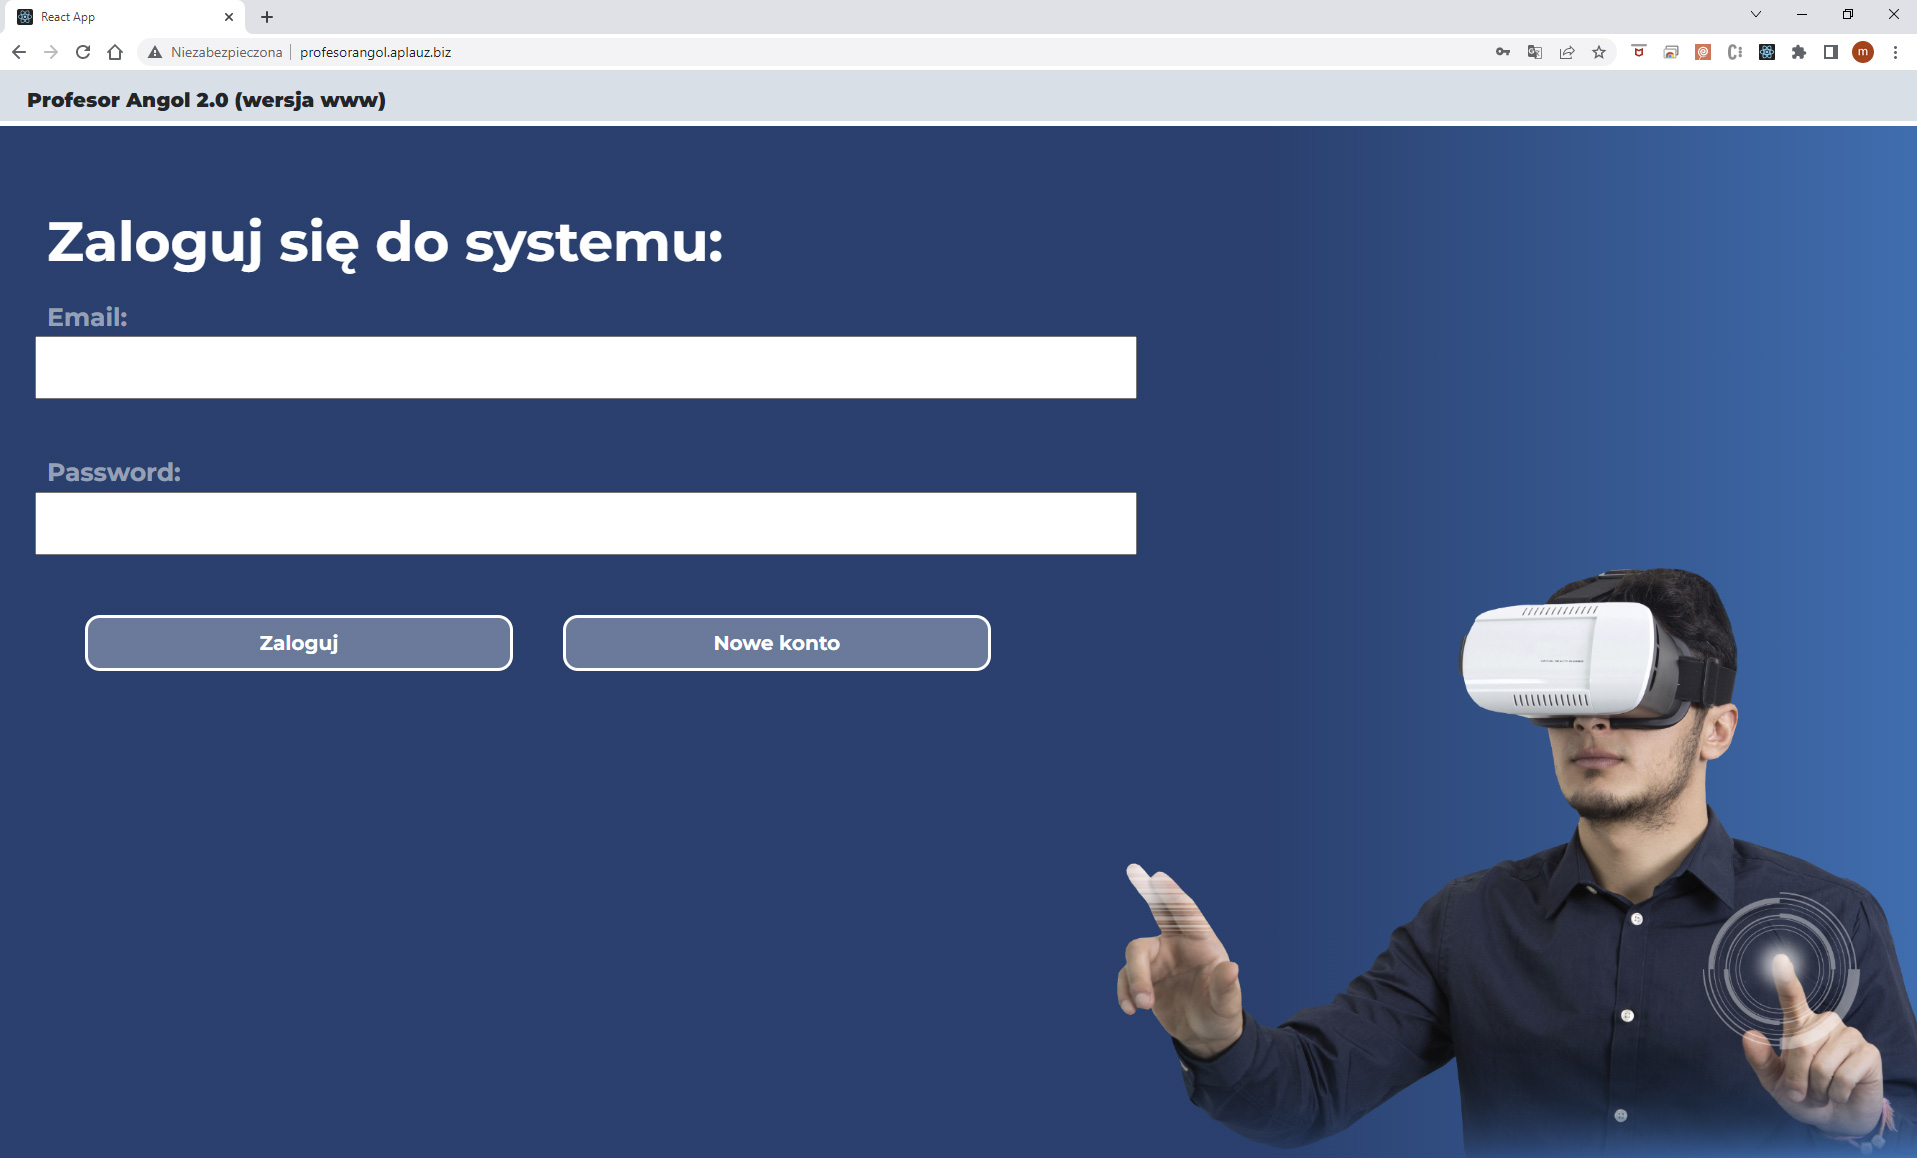 React App
Niezabezpieczona profesorangol.aplauz.biz
m
Profesor Angol 2.0 (wersja www)
Zaloguj się do systemu:
Email:
Password:
Zaloguj
Nowe konto